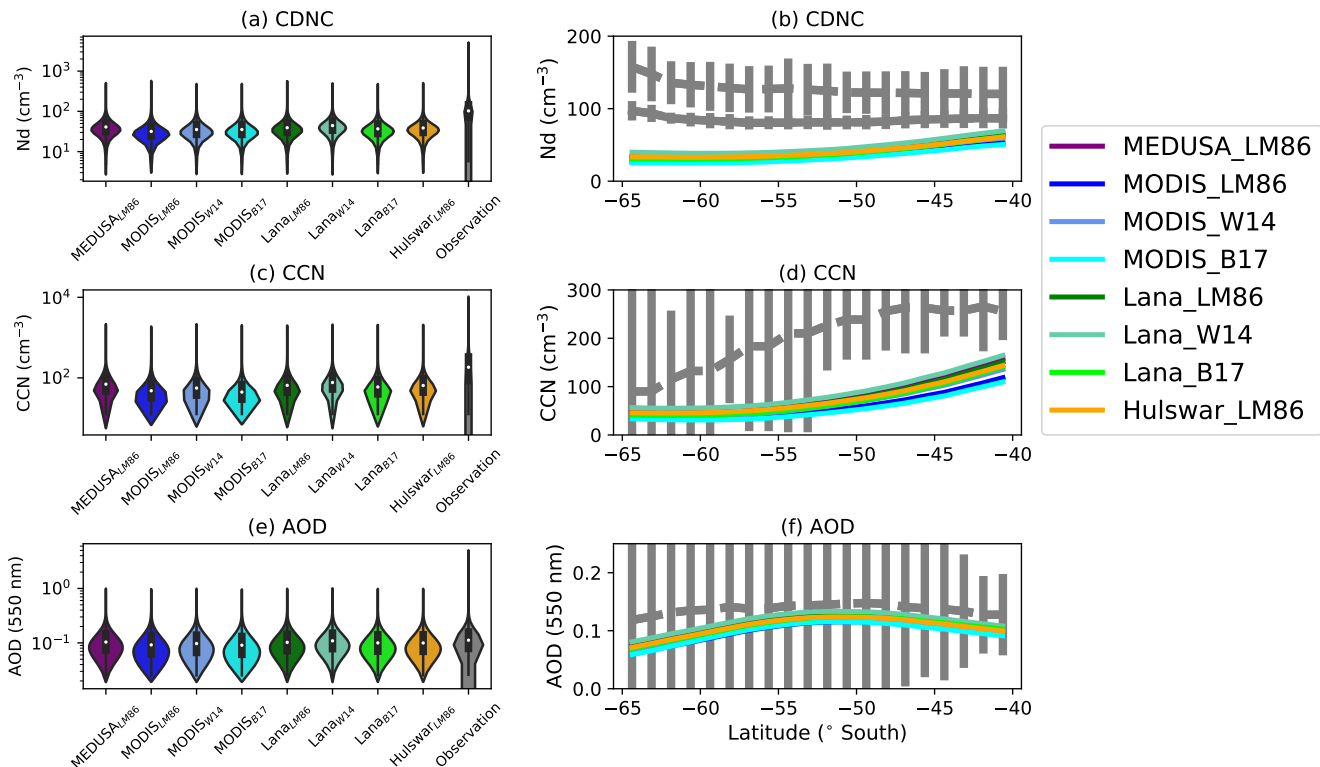 (a) CDNC
Nd (cm⁻³)
10³
10²
10¹
MEDUSA_LM86 MODIS_LM86 MODIS_W14 MODIS_B17 Lana_LM86 Lana_W14 Lana_B17 Hulswar_LM86 Observation
(b) CDNC
Nd (cm⁻³)
200
100
0
−65 −60 −55 −50 −45 −40
(c) CCN
CCN (cm⁻³)
10⁴
10²
MEDUSA_LM86 MODIS_LM86 MODIS_W14 MODIS_B17 Lana_LM86 Lana_W14 Lana_B17 Hulswar_LM86 Observation
(d) CCN
CCN (cm⁻³)
300
200
100
0
−65 −60 −55 −50 −45 −40
(e) AOD
AOD (550 nm)
10⁰
10⁻¹
MEDUSA_LM86 MODIS_LM86 MODIS_W14 MODIS_B17 Lana_LM86 Lana_W14 Lana_B17 Hulswar_LM86 Observation
(f) AOD
AOD (550 nm)
0.2
0.1
0.0
−65 −60 −55 −50 −45 −40
Latitude (° South)
MEDUSA_LM86
MODIS_LM86
MODIS_W14
MODIS_B17
Lana_LM86
Lana_W14
Lana_B17
Hulswar_LM86